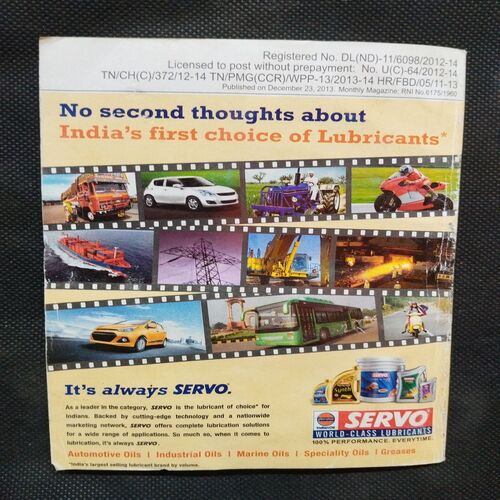 Registered No. DL(ND)-11/6098/2012-14
Licensed to post without prepayment: No. U(C)-64/2012-14
TN/CH(C)/372/12-14 TN/PMG(CCR)/WPP-13/2013-14 HR/FBD/05/11-13
Published on December 23, 2013. Monthly Magazine; RNI No.0175/1960
No second thoughts about
India's first choice of Lubricants*
It's always SERVO.
As a leader in the category, SERVO is the lubricant of choice* for
Indians. Backed by cutting-edge technology and a nationwide
marketing network, SERVO offers complete lubrication solutions
for a wide range of applications. So much so, when it comes to
lubrication, it's always SERVO.
SERVO
WORLD-CLASS LUBRICANTS
100% PERFORMANCE. EVERYTIME.
Automotive Oils | Industrial Oils | Marine Oils | Speciality Oils | Greases
*India's largest selling lubricant brand by volume.